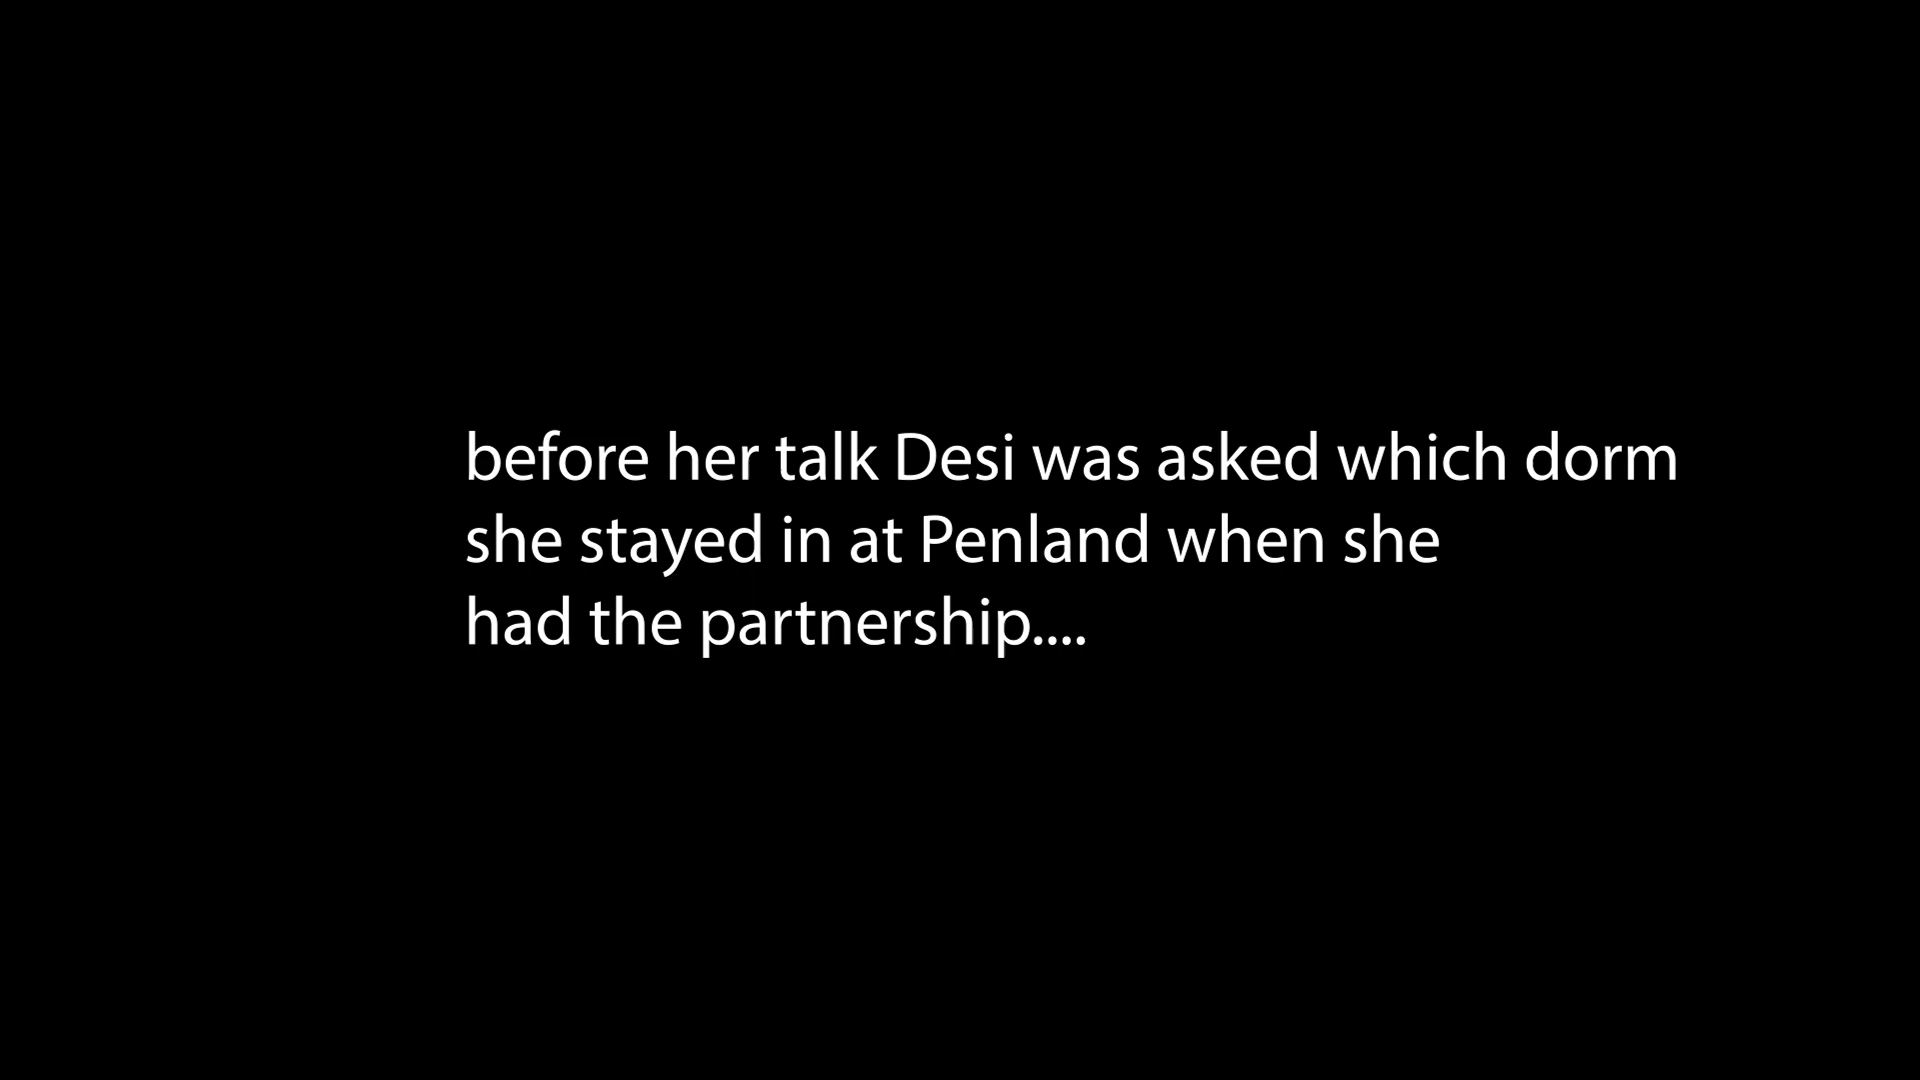 before her talk Desi was asked which dorm
she stayed in at Penland when she
had the partnership....